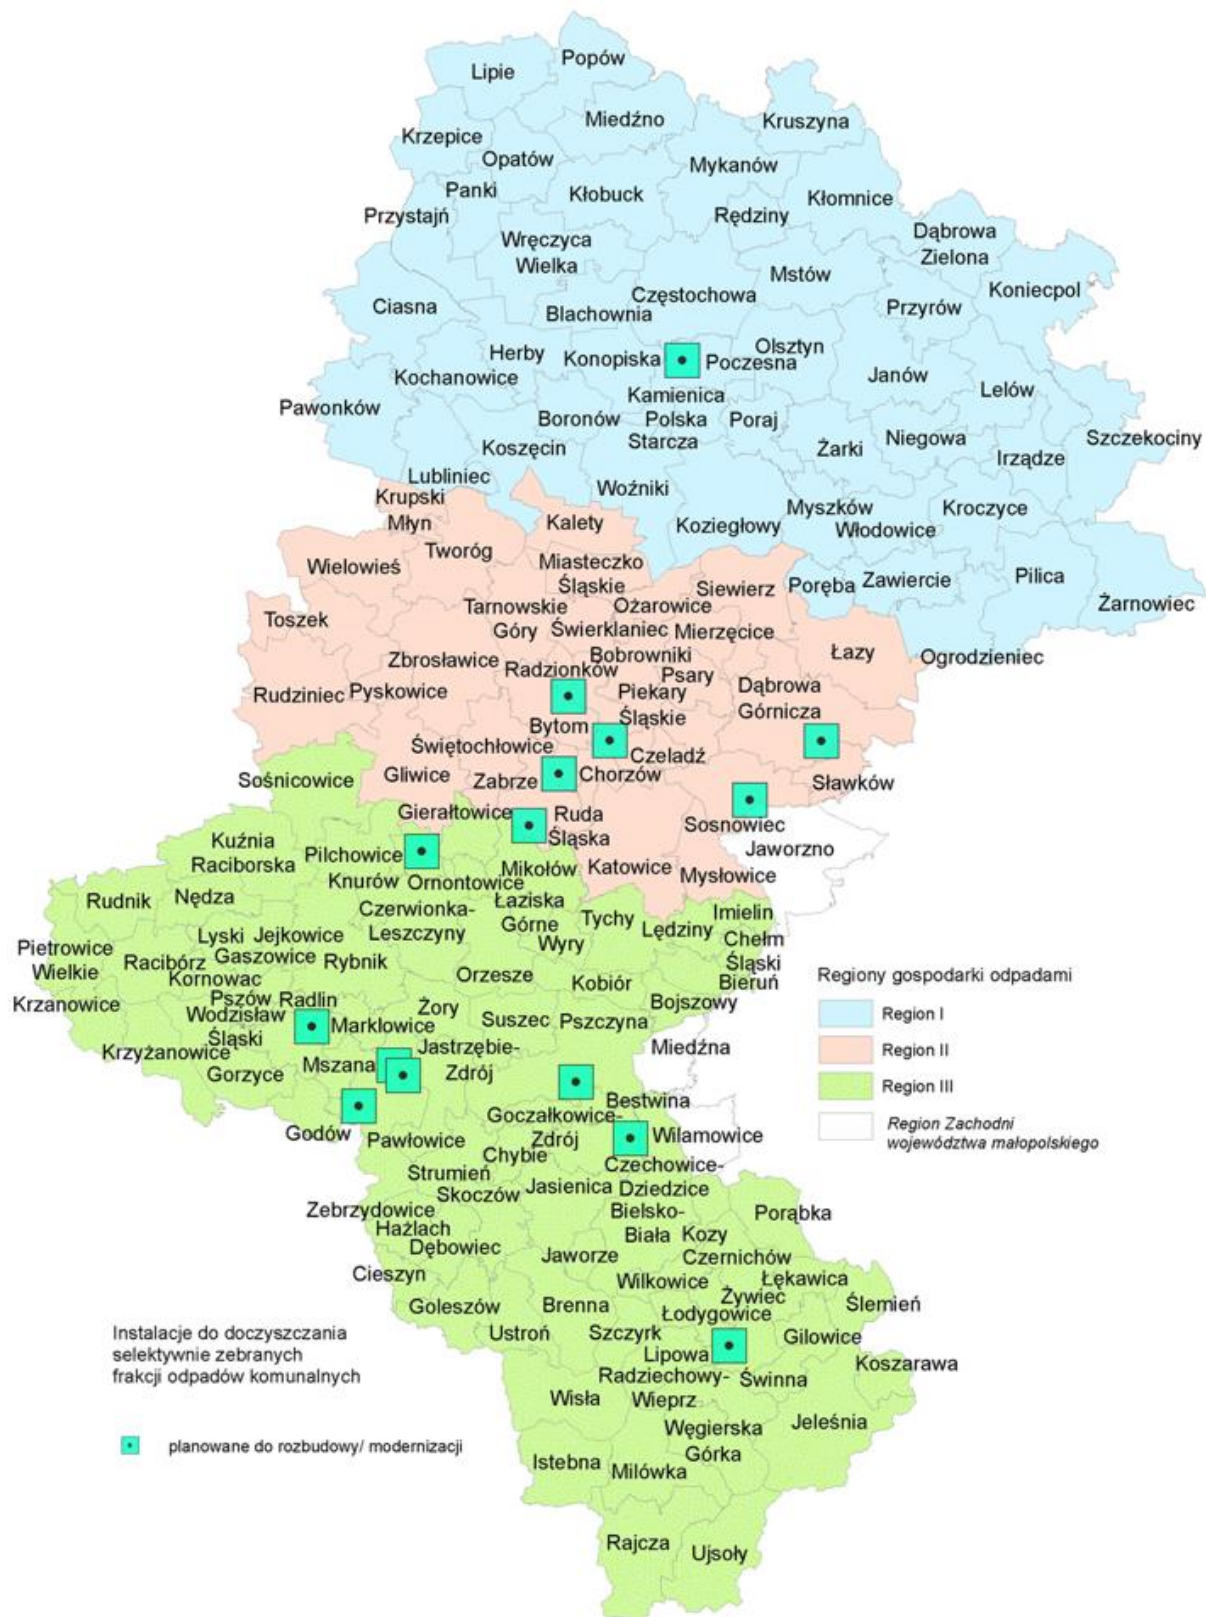 Popów
Lipie
Miedźno
Kruszyna
Krzepice
Opatów
Mykanów
Panki
Kłobuck
Kłomnice
Przystajń
Rędziny
Dąbrowa
Zielona
Wręczyca
Wielka
Mstów
Koniecpol
Częstochowa
Ciasna
Przyrów
Blachownia
Olsztyn
Herby
Konopiska
Poczesna
Janów
Kochanowice
Lelów
Kamienica
Polska
Pawonków
Boronów
Poraj
Starcza
Niegowa
Szczekociny
Koszęcin
Żarki
Irządze
Lubliniec
Woźniki
Krupski
Młyn
Myszków
Kroczyce
Kalety
Koziegłowy
Włodowice
Tworóg
Miasteczko
Śląskie
Wielowieś
Siewierz
Poręba
Zawiercie
Pilica
Żarnowiec
Tarnowskie
Góry
Ożarowice
Toszek
Świerklaniec
Mierzęcice
Łazy
Ogrodzieniec
Bobrowniki
Zbrosławice
Radzionków
Psary
Dąbrowa
Górnicza
Rudziniec
Pyskowice
Piekary
Śląskie
Bytom
Świętochłowice
Czeladź
Gliwice
Zabrze
Chorzów
Sośnicowice
Sławków
Gierałtowice
Ruda
Śląska
Sosnowiec
Kuźnia
Raciborska
Pilchowice
Jaworzno
Mikołów
Katowice
Mysłowice
Knurów
Ornontowice
Rudnik
Nędza
Łaziska
Górne
Czerwionka-
Leszczyny
Tychy
Imielin
Lędziny
Lyski
Jejkowice
Chełm
Śląski
Pietrowice
Wielkie
Wyry
Racibórz
Gaszowice
Rybnik
Kornowac
Orzesze
Kobiór
Bieruń
Krzanowice
Pszów
Radlin
Żory
Bojszowy
Wodzisław
Śląski
Marklowice
Suszec
Pszczyna
Krzyżanowice
Jastrzębie-
Zdrój
Miedźna
Mszana
Gorzyce
Bestwina
Goczałkowice-
Zdrój
Godów
Pawłowice
Wilamowice
Chybie
Czechowice-
Dziedzice
Strumień
Skoczów
Jasienica
Zebrzydowice
Bielsko-
Biała
Porąbka
Hażlach
Kozy
Dębowiec
Jaworze
Czernichów
Cieszyn
Wilkowice
Łękawica
Żywiec
Goleszów
Brenna
Łodygowice
Ślemień
Ustroń
Szczyrk
Gilowice
Lipowa
Koszarawa
Radziechowy-
Wieprz
Świnna
Wisła
Jeleśnia
Węgierska
Górka
Istebna
Milówka
Rajcza
Ujsoły
Regiony gospodarki odpadami
Region I
Region II
Region III
Region Zachodni
województwa małopolskiego
Instalacje do doczyszczania
selektywnie zebranych
frakcji odpadów komunalnych
planowane do rozbudowy/ modernizacji